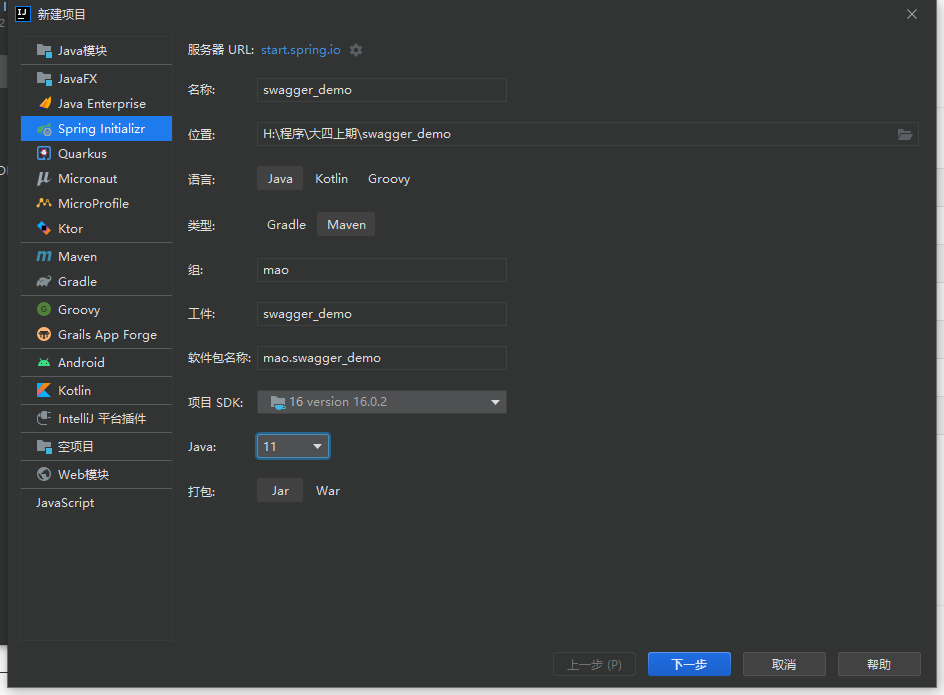 新建项目
Java模块
JavaFX
Java Enterprise
Spring Initializr
Quarkus
Micronaut
MicroProfile
Ktor
Maven
Gradle
Groovy
Grails App Forge
Android
Kotlin
IntelliJ 平台插件
空项目
Web模块
JavaScript
服务器 URL: start.spring.io
名称: swagger_demo
位置: H:\程序\大四上期\swagger_demo
语言: Java Kotlin Groovy
类型: Gradle Maven
组: mao
工件: swagger_demo
软件包名称: mao.swagger_demo
项目 SDK: 16 version 16.0.2
Java: 11
打包: Jar War
上一步 (P) 下一步 取消 帮助